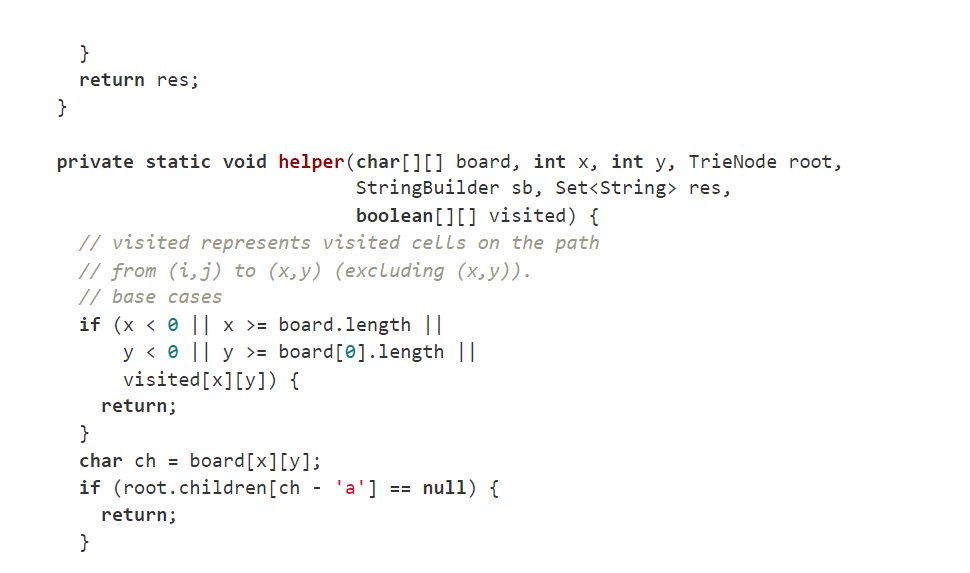 }
  return res;
}
private static void helper(char[][] board, int x, int y, TrieNode root,
                           StringBuilder sb, Set<String> res,
                           boolean[][] visited) {
  // visited represents visited cells on the path
  // from (i,j) to (x,y) (excluding (x,y)).
  // base cases
  if (x < 0 || x >= board.length ||
      y < 0 || y >= board[0].length ||
      visited[x][y]) {
    return;
  }
  char ch = board[x][y];
  if (root.children[ch - 'a'] == null) {
    return;
  }